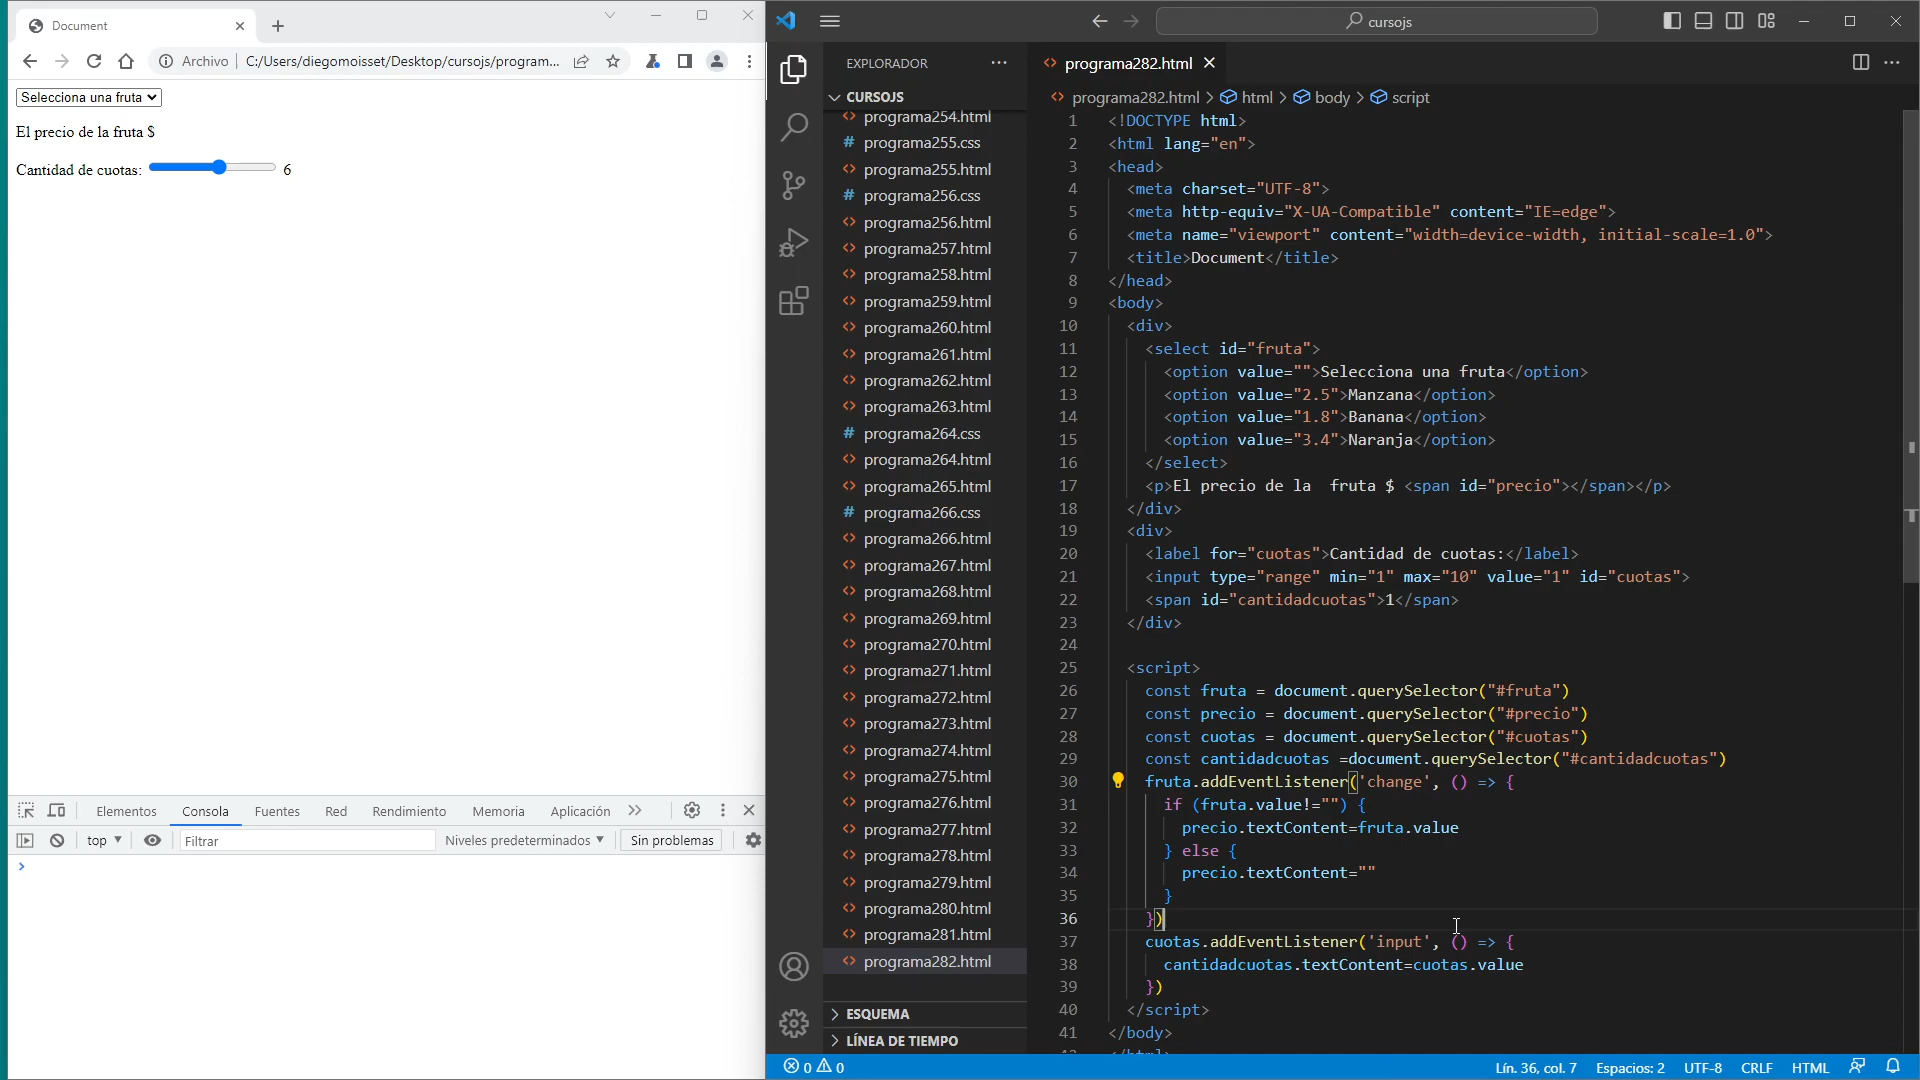 Document
Archivo
C:/Users/diegomoisset/Desktop/cursojs/program...
Selecciona una fruta
El precio de la fruta $
Cantidad de cuotas: 6
Elementos
Consola
Fuentes
Red
Rendimiento
Memoria
Aplicación
top
Filtrar
Niveles predeterminados
Sin problemas
cursojs
EXPLORADOR
CURSOJS
programa254.html
programa255.css
programa255.html
programa256.css
programa256.html
programa257.html
programa258.html
programa259.html
programa260.html
programa261.html
programa262.html
programa263.html
programa264.css
programa264.html
programa265.html
programa266.css
programa266.html
programa267.html
programa268.html
programa269.html
programa270.html
programa271.html
programa272.html
programa273.html
programa274.html
programa275.html
programa276.html
programa277.html
programa278.html
programa279.html
programa280.html
programa281.html
programa282.html
ESQUEMA
LÍNEA DE TIEMPO
programa282.html
programa282.html > html > body > script
1 <!DOCTYPE html>
2 <html lang="en">
3 <head>
4 <meta charset="UTF-8">
5 <meta http-equiv="X-UA-Compatible" content="IE=edge">
6 <meta name="viewport" content="width=device-width, initial-scale=1.0">
7 <title>Document</title>
8 </head>
9 <body>
10 <div>
11 <select id="fruta">
12 <option value="">Selecciona una fruta</option>
13 <option value="2.5">Manzana</option>
14 <option value="1.8">Banana</option>
15 <option value="3.4">Naranja</option>
16 </select>
17 <p>El precio de la  fruta $ <span id="precio"></span></p>
18 </div>
19 <div>
20 <label for="cuotas">Cantidad de cuotas:</label>
21 <input type="range" min="1" max="10" value="1" id="cuotas">
22 <span id="cantidadcuotas">1</span>
23 </div>
24
25 <script>
26 const fruta = document.querySelector("#fruta")
27 const precio = document.querySelector("#precio")
28 const cuotas = document.querySelector("#cuotas")
29 const cantidadcuotas =document.querySelector("#cantidadcuotas")
30 fruta.addEventListener('change', () => {
31 if (fruta.value!="") {
32 precio.textContent=fruta.value
33 } else {
34 precio.textContent=""
35 }
36 })
37 cuotas.addEventListener('input', () => {
38 cantidadcuotas.textContent=cuotas.value
39 })
40 </script>
41 </body>
0 0
Lín. 36, col. 7
Espacios: 2
UTF-8
CRLF
HTML